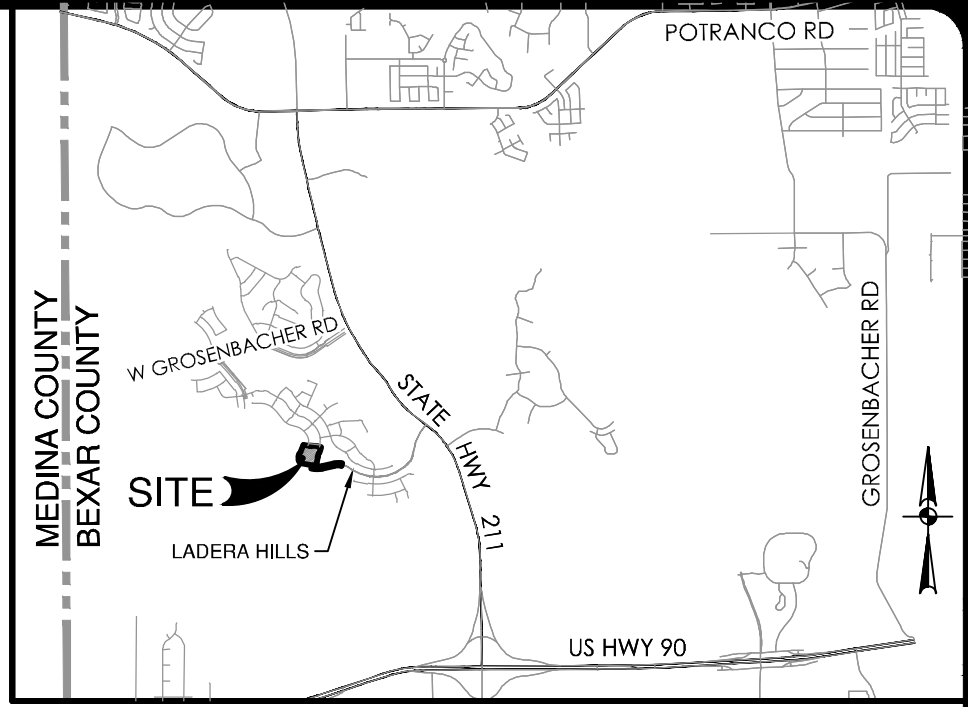 POTRANCO RD
MEDINA COUNTY
BEXAR COUNTY
W GROSENBACHER RD
GROSENBACHER RD
STATE HWY 211
SITE
LADERA HILLS
US HWY 90